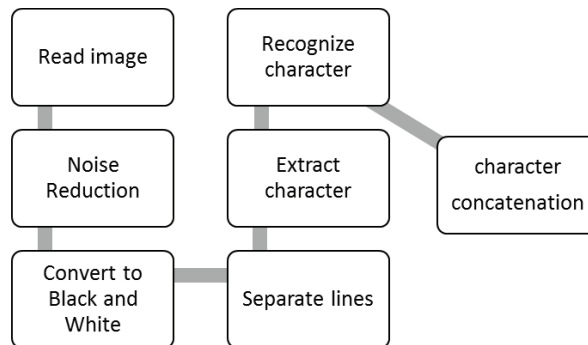 Read image
Noise
Reduction
Convert to
Black and
White
Separate lines
Extract
character
Recognize
character
character
concatenation